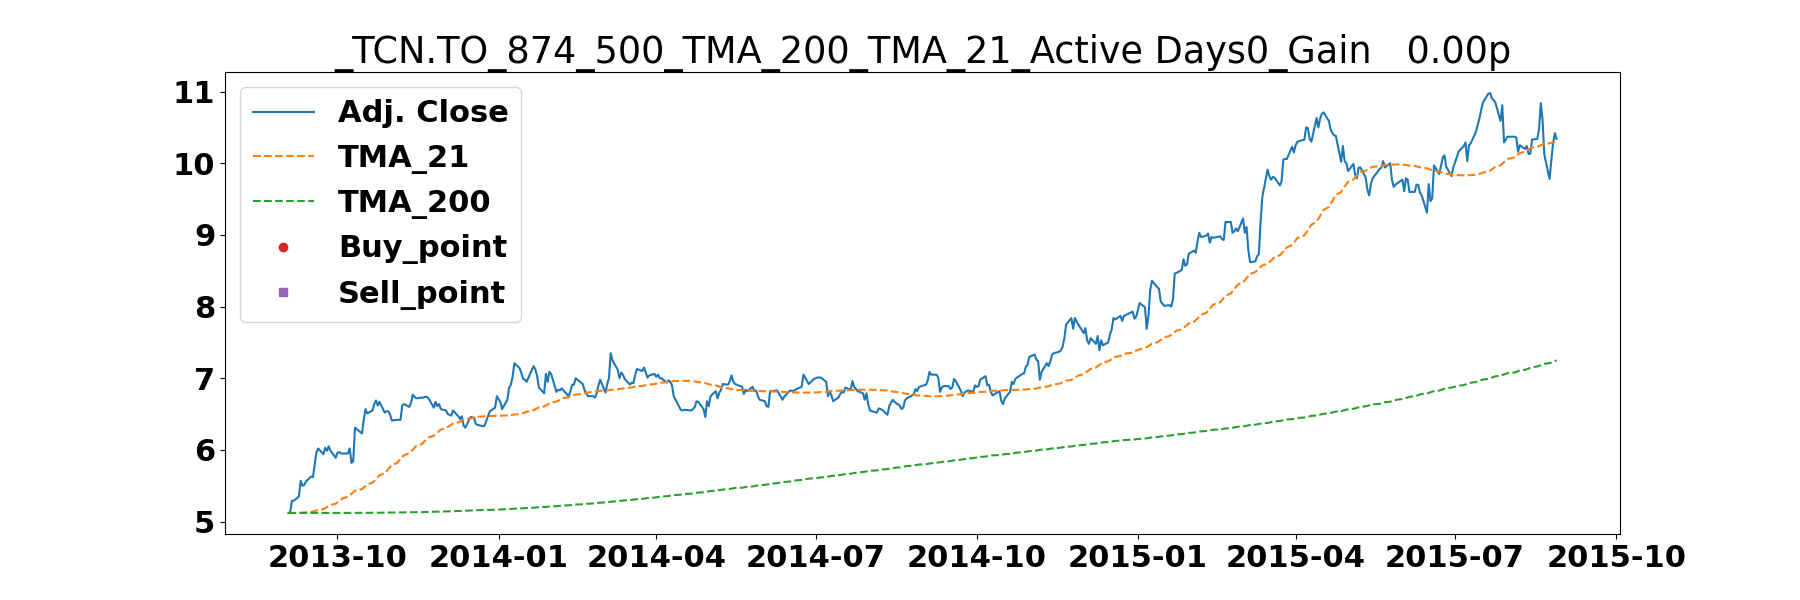 _TCN.TO_874_500_TMA_200_TMA_21_Active Days0_Gain   0.00p
11
10
9
8
7
6
5
Adj. Close
TMA_21
TMA_200
Buy_point
Sell_point
2013-10 2014-01 2014-04 2014-07 2014-10 2015-01 2015-04 2015-07 2015-10